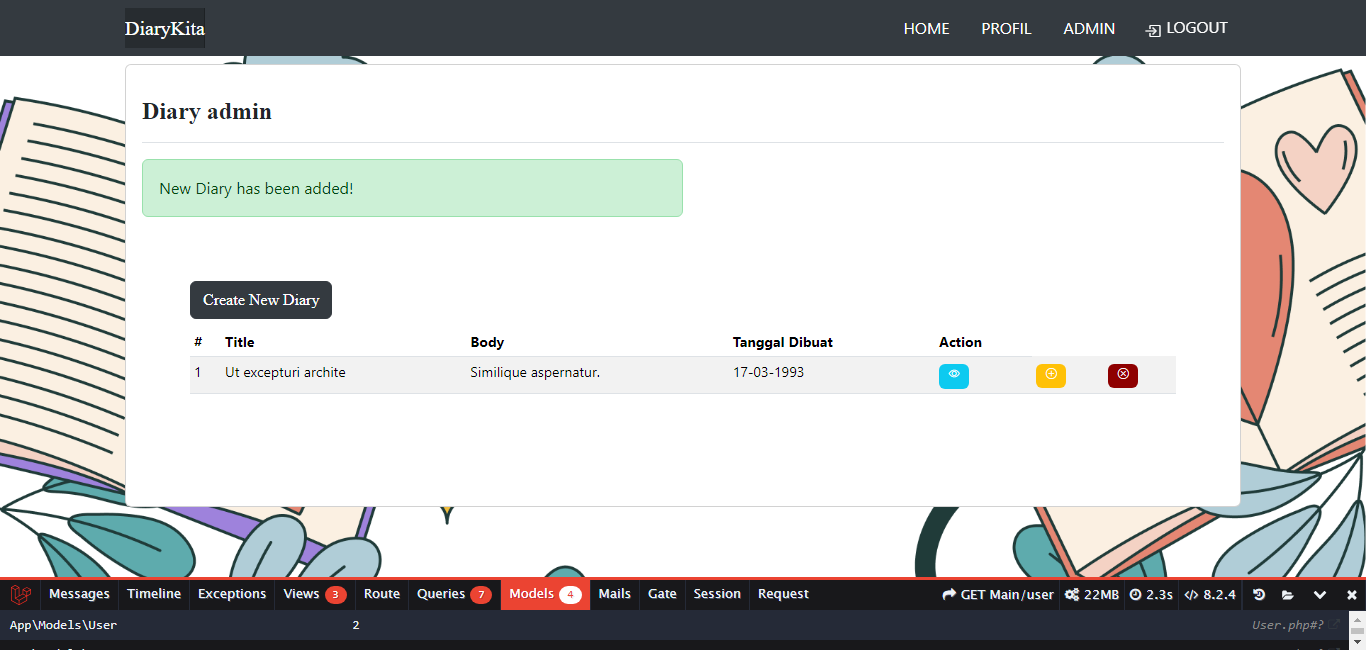 DiaryKita HOME PROFIL ADMIN LOGOUT
Diary admin
New Diary has been added!
Create New Diary
# Title Body Tanggal Dibuat Action
1 Ut excepturi archite Similique aspernatur. 17-03-1993
Messages Timeline Exceptions Views 3 Route Queries 7 Models 4 Mails Gate Session Request GET Main/user 22MB 2.3s 8.2.4
App\Models\User 2 User.php#?